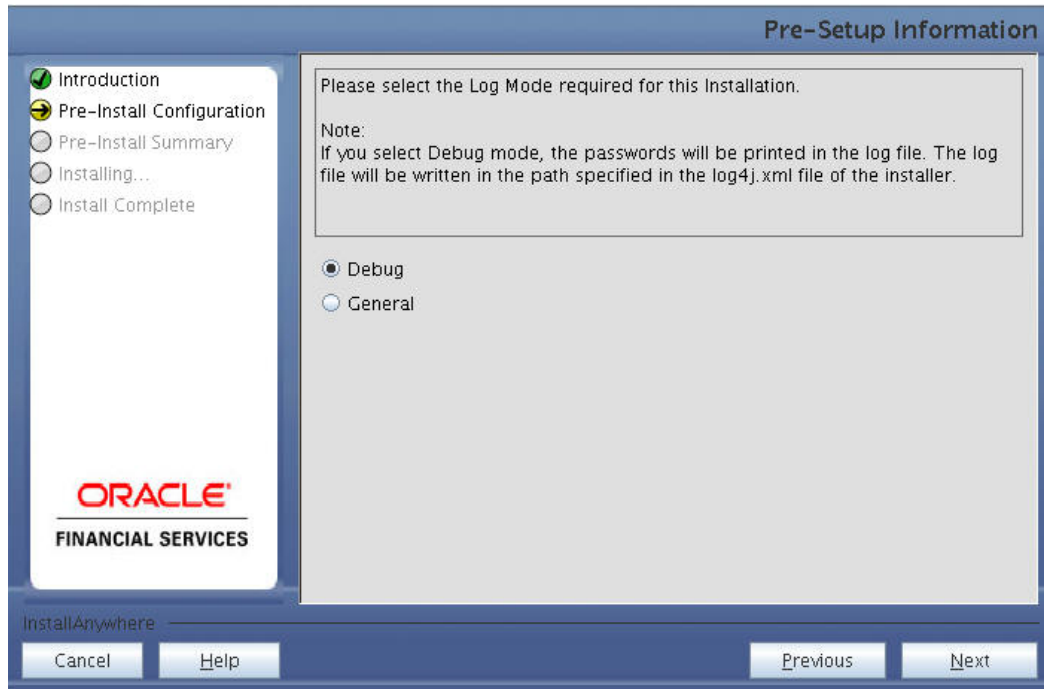 Pre-Setup Information
Introduction
Pre-Install Configuration
Pre-Install Summary
Installing...
Install Complete
ORACLE
FINANCIAL SERVICES
Please select the Log Mode required for this Installation.
Note:
If you select Debug mode, the passwords will be printed in the log file. The log
file will be written in the path specified in the log4j.xml file of the installer.
Debug
General
InstallAnywhere
Cancel
Help
Previous
Next